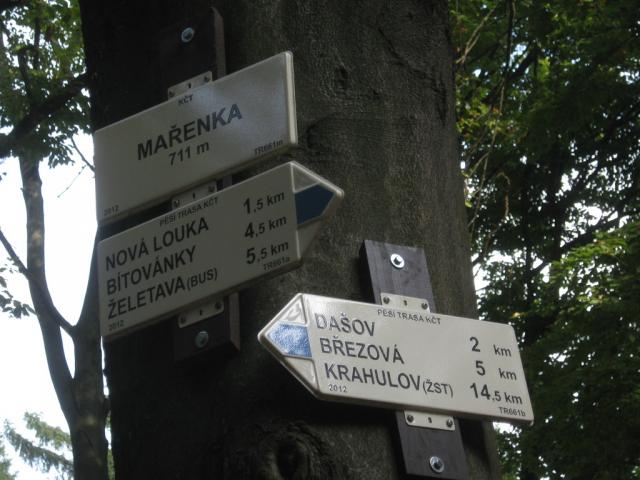 KČT
MAŘENKA
711 m
2012 TR661m
PĚŠÍ TRASA KČT
NOVÁ LOUKA 1,5 km
BÍTOVÁNKY 4,5 km
ŽELETAVA(BUS) 5,5 km
2012 TR661a
PĚŠÍ TRASA KČT
DAŠOV 2 km
BŘEZOVÁ 5 km
KRAHULOV(ŽST) 14,5 km
2012 TR661b